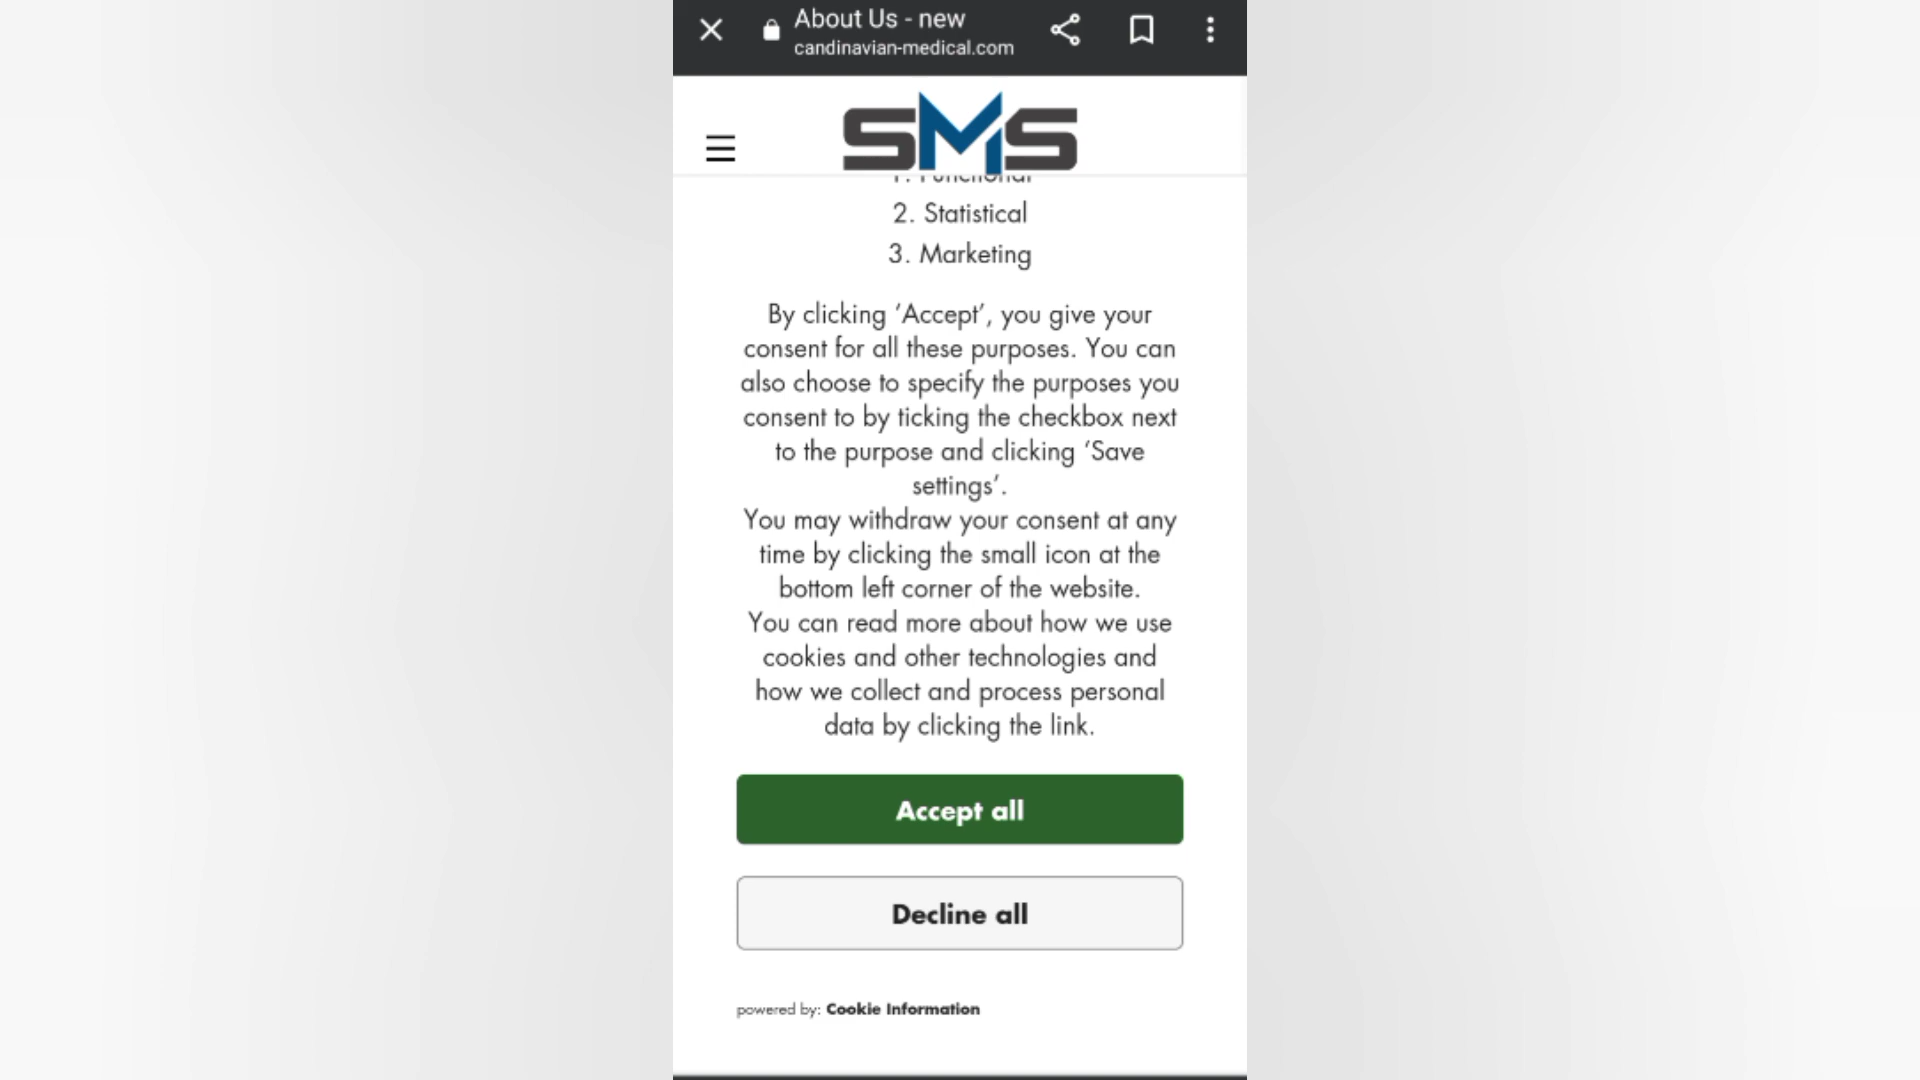 About Us - new
candinavian-medical.com
SMS
1. Functional
2. Statistical
3. Marketing
By clicking ‘Accept’, you give your
consent for all these purposes. You can
also choose to specify the purposes you
consent to by ticking the checkbox next
to the purpose and clicking ‘Save
settings’.
You may withdraw your consent at any
time by clicking the small icon at the
bottom left corner of the website.
You can read more about how we use
cookies and other technologies and
how we collect and process personal
data by clicking the link.
Accept all
Decline all
powered by: Cookie Information